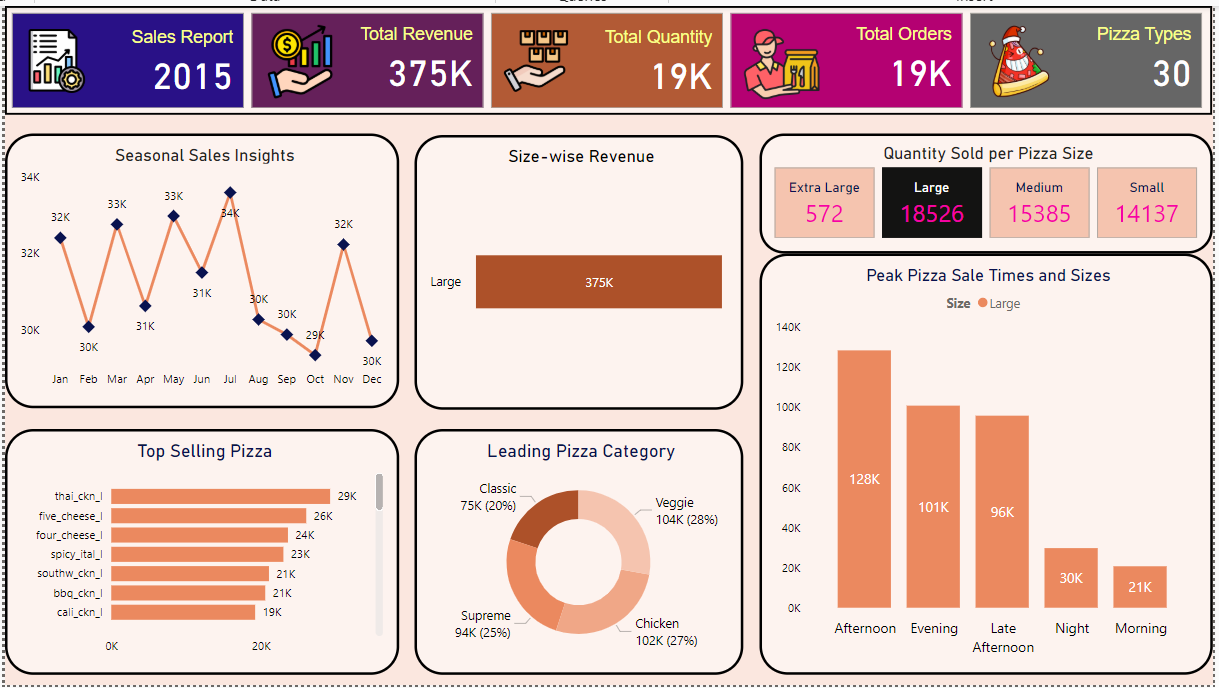 Sales Report
2015
Total Revenue
375K
Total Quantity
19K
Total Orders
19K
Pizza Types
30
Seasonal Sales Insights
34K
32K
30K
32K
30K
33K
31K
33K
31K
34K
30K
30K
29K
32K
30K
Jan Feb Mar Apr May Jun Jul Aug Sep Oct Nov Dec
Size-wise Revenue
Large
375K
Quantity Sold per Pizza Size
Extra Large
572
Large
18526
Medium
15385
Small
14137
Peak Pizza Sale Times and Sizes
Size Large
140K
120K
100K
80K
60K
40K
20K
0K
128K
101K
96K
30K
21K
Afternoon Evening Late Night Morning
Afternoon
Top Selling Pizza
thai_ckn_l 29K
five_cheese_l 26K
four_cheese_l 24K
spicy_ital_l 23K
southw_ckn_l 21K
bbq_ckn_l 21K
cali_ckn_l 19K
0K 20K
Leading Pizza Category
Classic
75K (20%)
Veggie
104K (28%)
Supreme
94K (25%)
Chicken
102K (27%)